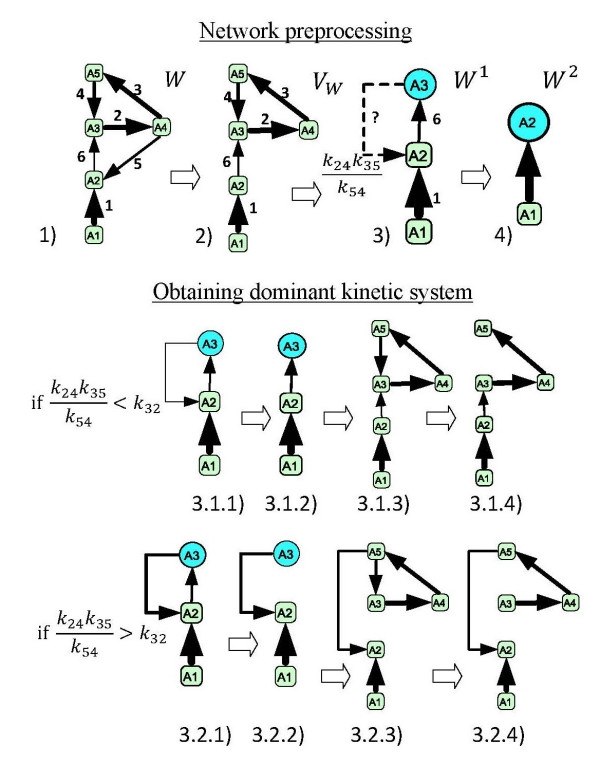 Network preprocessing
A5 W
4 3
A3 2 A4
6 5
A2
1
A1
1)
A5 V_W
4 3
A3 2 A4
6
A2
1
A1
2)
A3 W^1
? 6
\frac{k_{24}k_{35}}{k_{54}} A2
1
A1
3)
W^2
A2
A1
4)
Obtaining dominant kinetic system
if \frac{k_{24}k_{35}}{k_{54}} < k_{32}
A3
A2
A1
3.1.1)
A3
A2
A1
3.1.2)
A5
A3 A4
A2
A1
3.1.3)
A5
A3 A4
A2
A1
3.1.4)
if \frac{k_{24}k_{35}}{k_{54}} > k_{32}
A3
A2
A1
3.2.1)
A3
A2
A1
3.2.2)
A5
A3 A4
A2
A1
3.2.3)
A5
A3 A4
A2
A1
3.2.4)